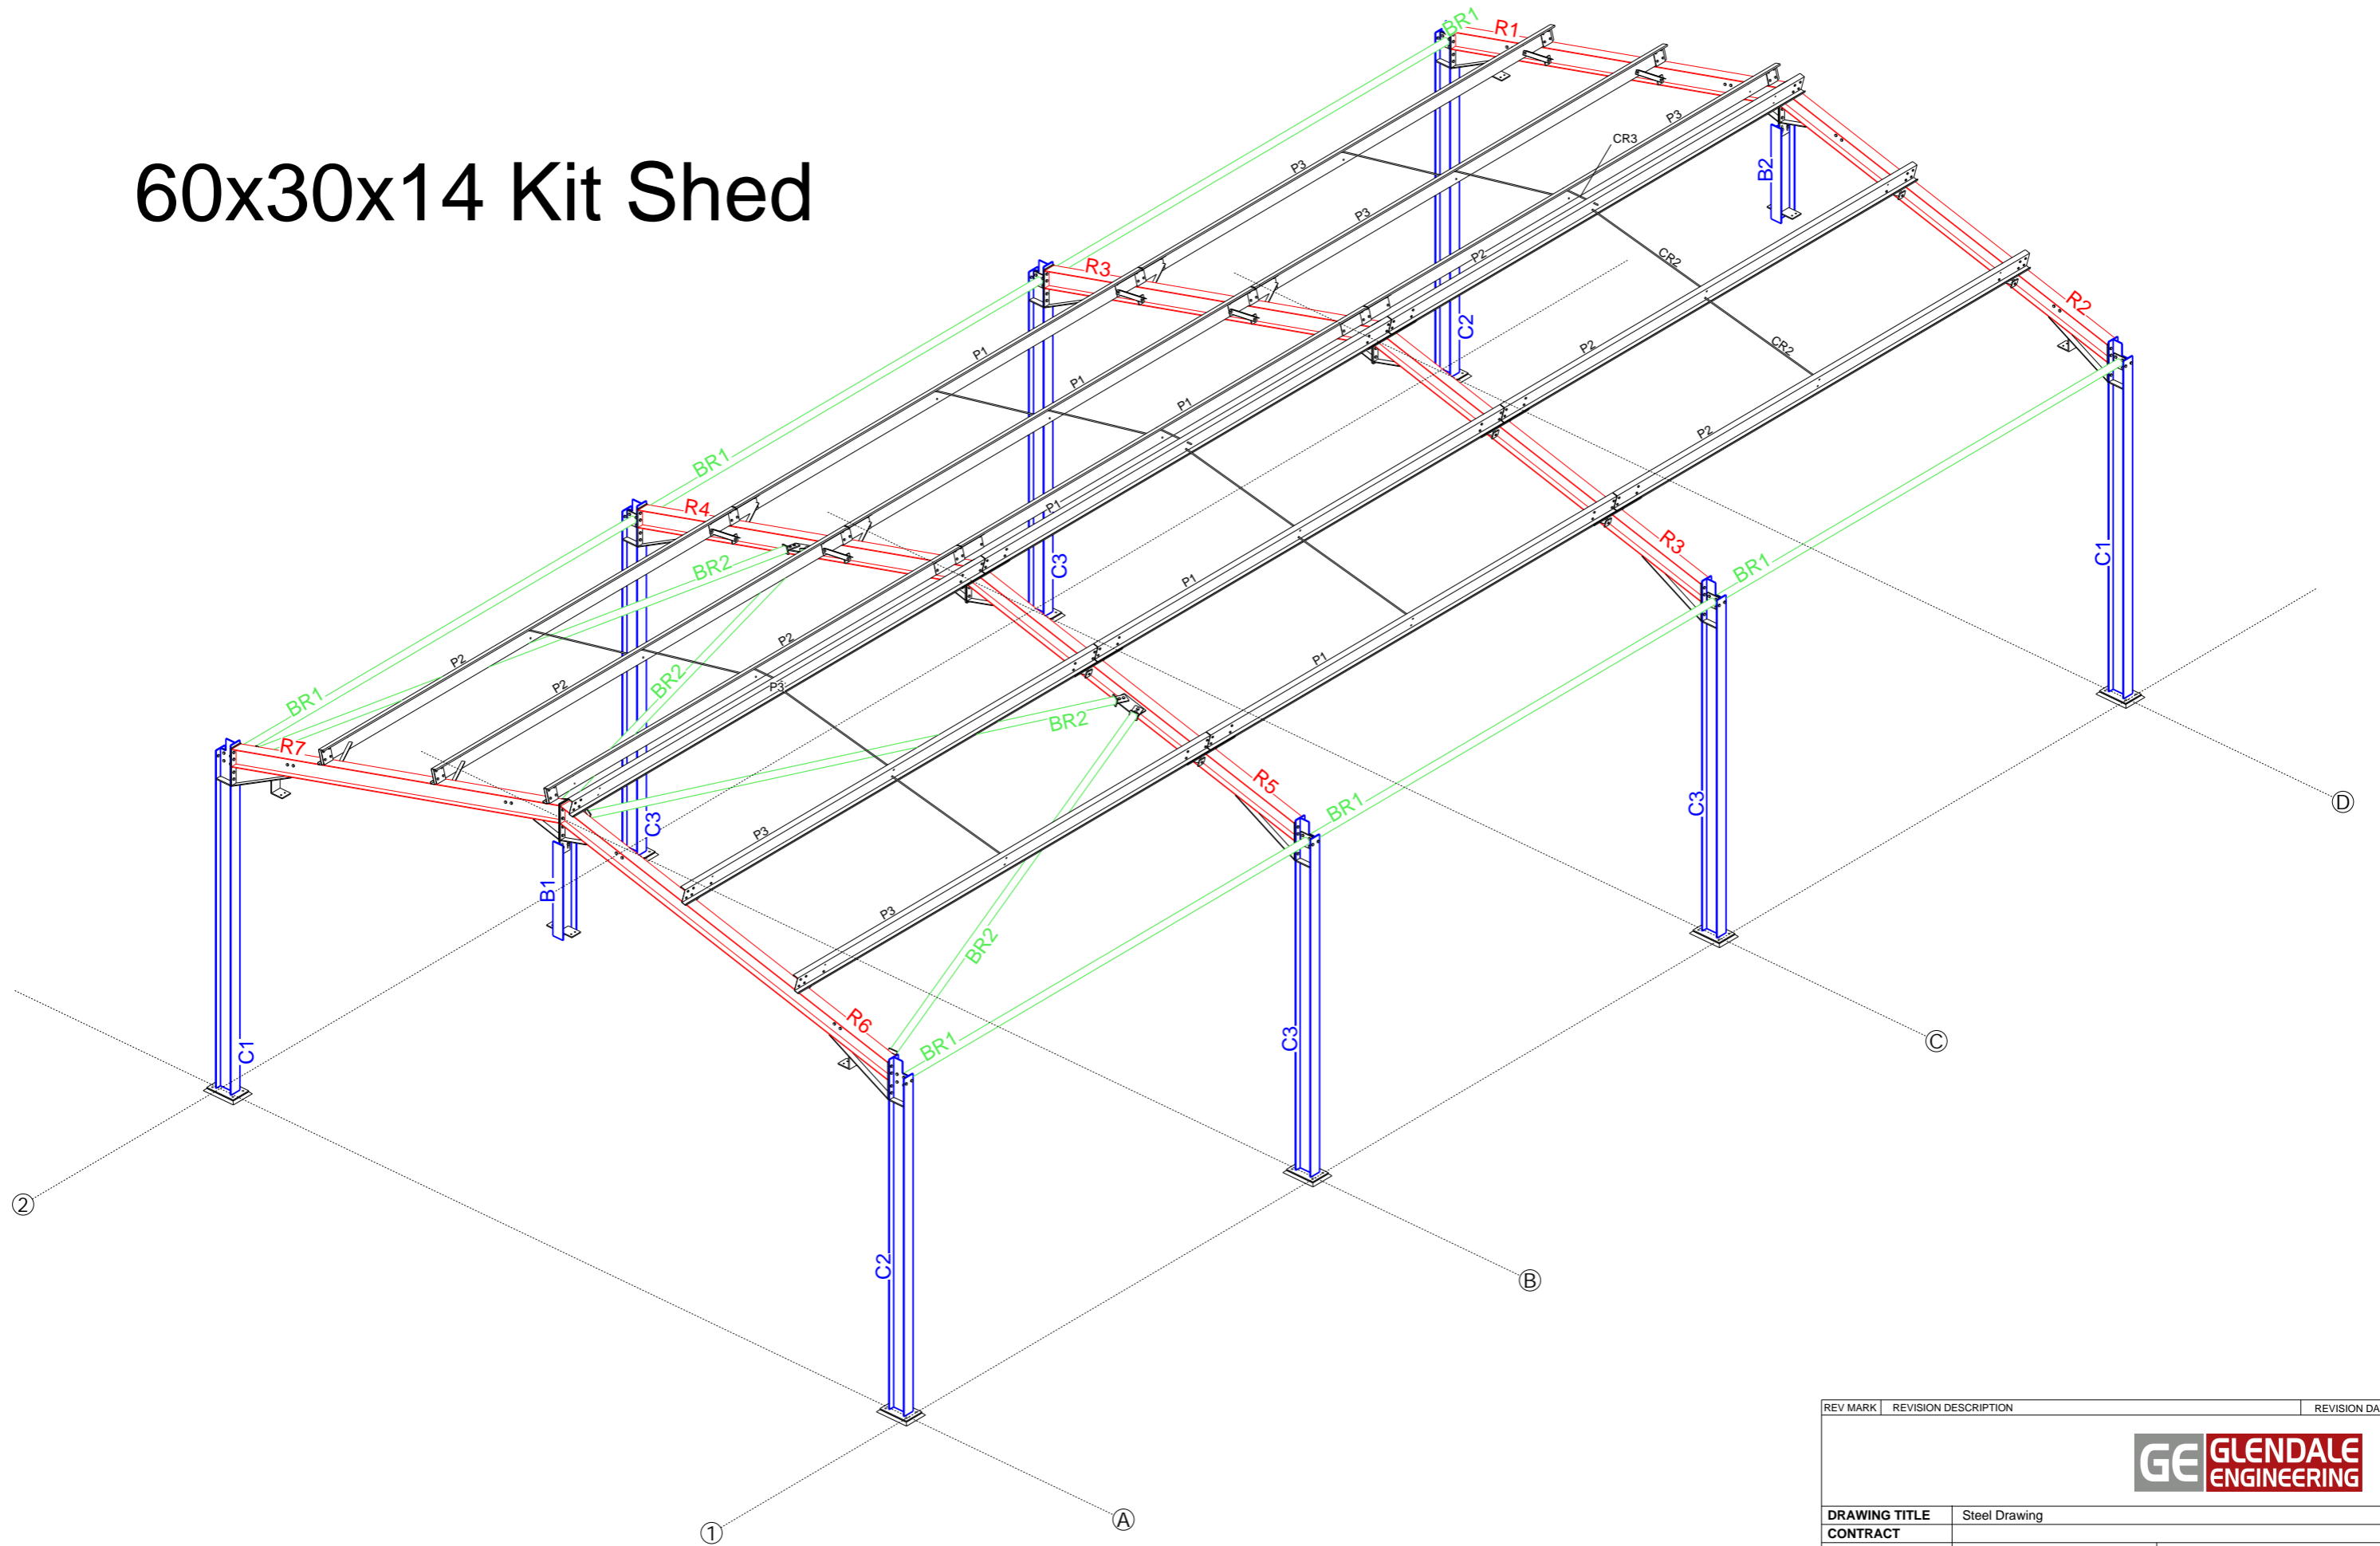 60x30x14 Kit Shed
BR1
R1
P3
CR3
P3
B2
P3
CR2
P2
R3
R2
C2
CR2
P2
P1
P1
P1
P2
BR1
R4
P1
R3
C1
BR1
C3
BR2
P1
P2
P1
BR2
P2
P2
P3
BR1
BR2
R7
R5
C3
BR1
D
C3
P3
B1
P3
BR2
R6
C3
BR1
C1
C
2
C2
B
A
1
REV MARK REVISION DESCRIPTION REVISION DA
GE GLENDALE
ENGINEERING
DRAWING TITLE Steel Drawing
CONTRACT